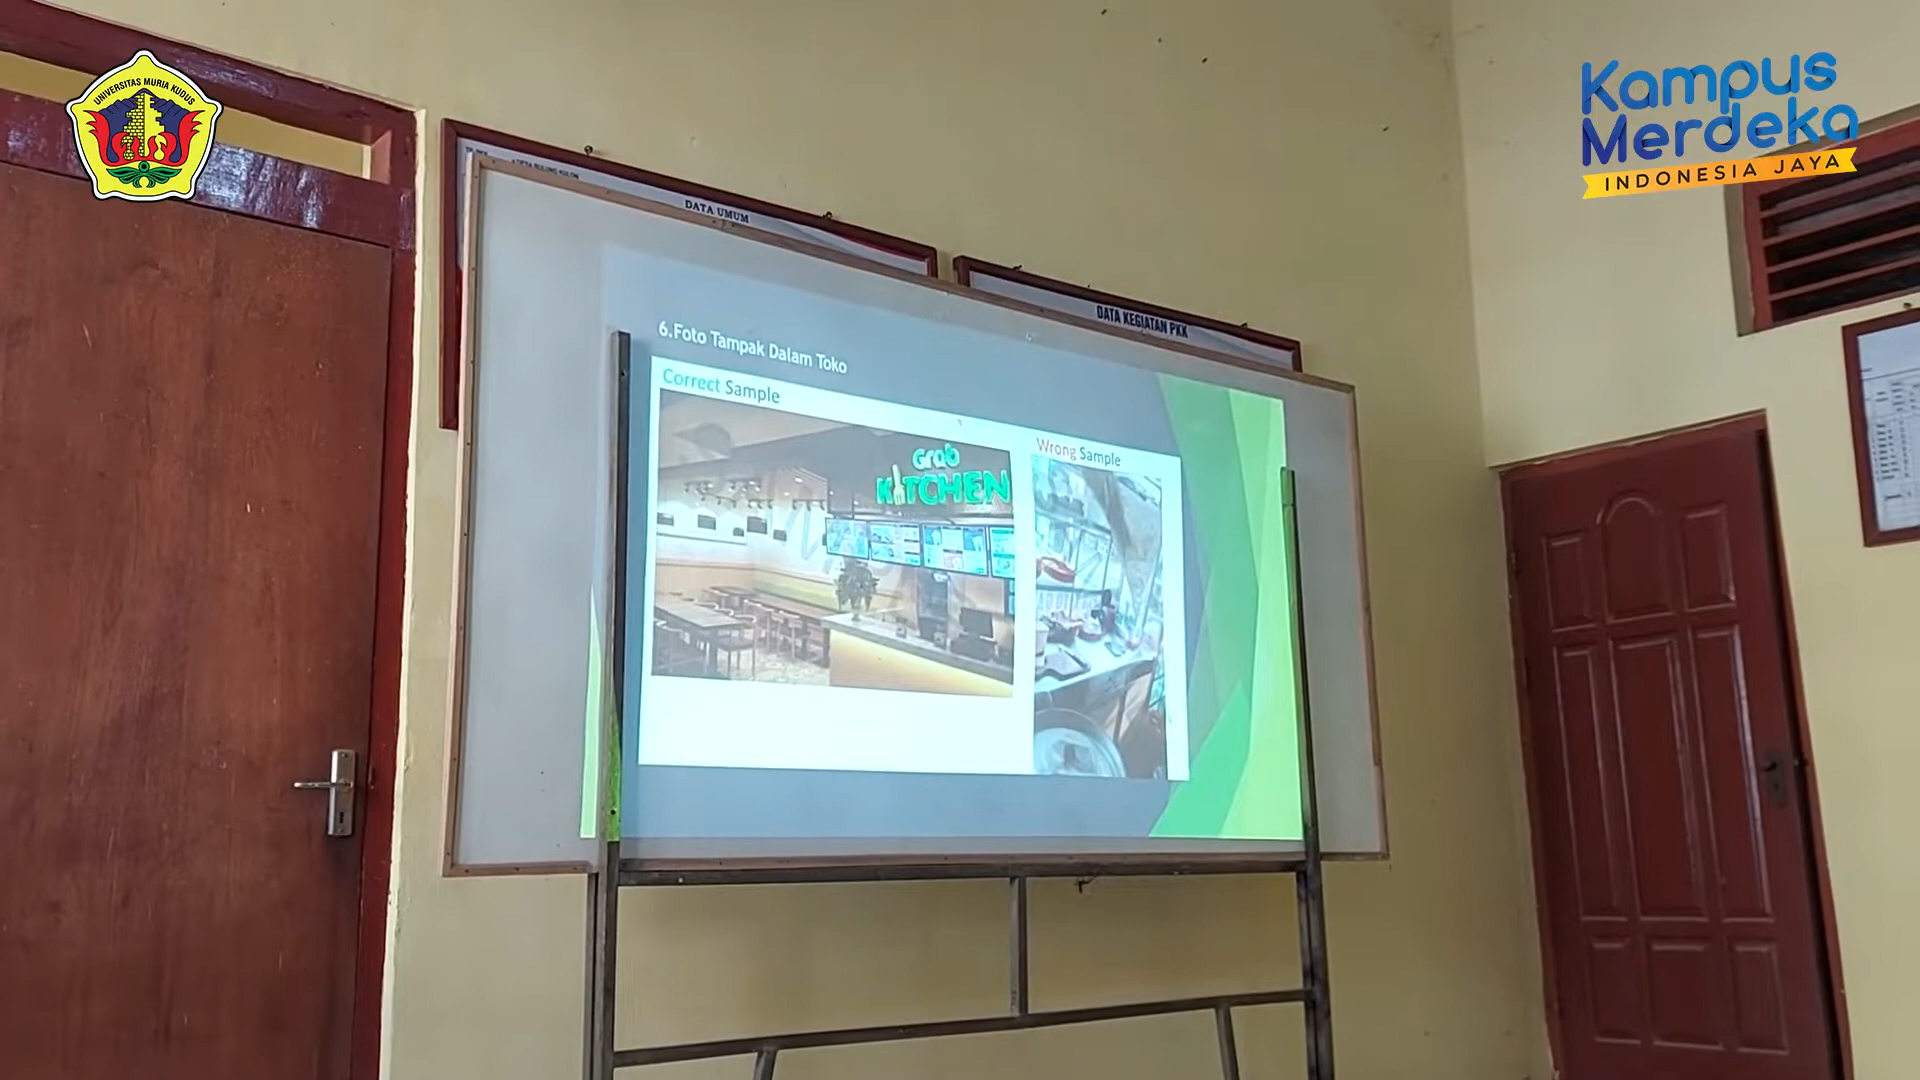 UNIVERSITAS MURIA KUDUS
Kampus
Merdeka
INDONESIA JAYA
DATA UMUM
DATA KEGIATAN PKK
6.Foto Tampak Dalam Toko
Correct Sample
Wrong Sample
Grab
KITCHEN